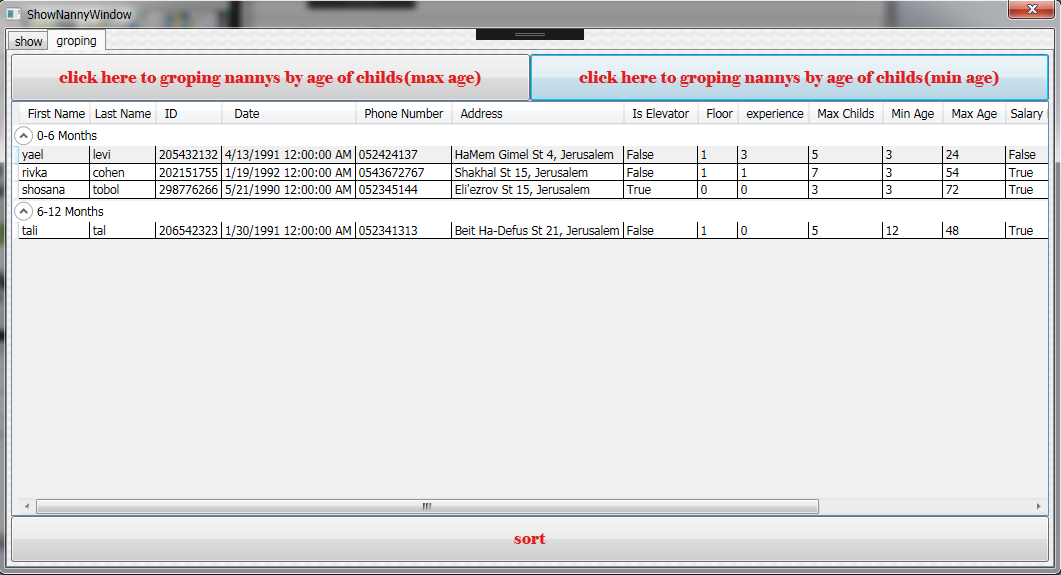 ShowNannyWindow
show groping
click here to groping nannys by age of childs(max age) click here to groping nannys by age of childs(min age)
First Name Last Name ID Date Phone Number Address Is Elevator Floor experience Max Childs Min Age Max Age Salary
0-6 Months
yael levi 205432132 4/13/1991 12:00:00 AM 052424137 HaMem Gimel St 4, Jerusalem False 1 3 5 3 24 False
rivka cohen 202151755 1/19/1992 12:00:00 AM 0543672767 Shakhal St 15, Jerusalem False 1 1 7 3 54 True
shosana tobol 298776266 5/21/1990 12:00:00 AM 052345144 Eli'ezrov St 15, Jerusalem True 0 0 3 3 72 True
6-12 Months
tali tal 206542323 1/30/1991 12:00:00 AM 052341313 Beit Ha-Defus St 21, Jerusalem False 1 0 5 12 48 True
sort